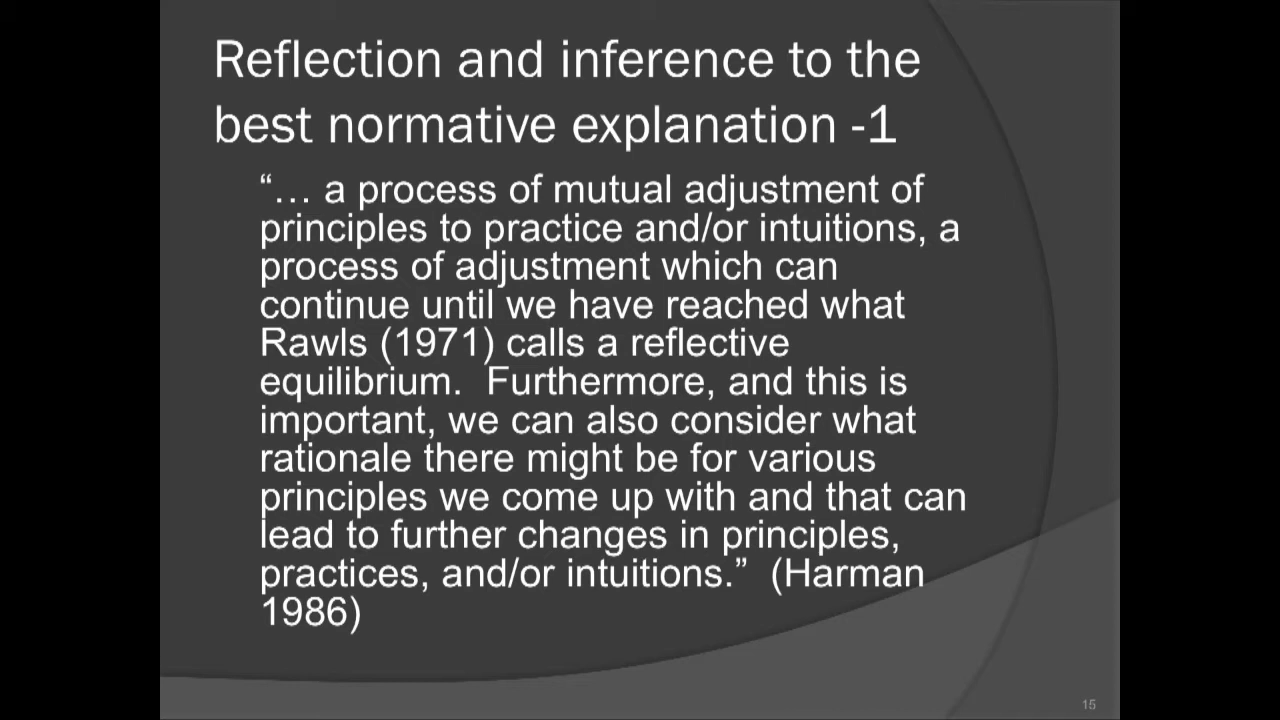 Reflection and inference to the
best normative explanation -1
“… a process of mutual adjustment of
principles to practice and/or intuitions, a
process of adjustment which can
continue until we have reached what
Rawls (1971) calls a reflective
equilibrium.  Furthermore, and this is
important, we can also consider what
rationale there might be for various
principles we come up with and that can
lead to further changes in principles,
practices, and/or intuitions.”  (Harman
1986)
15